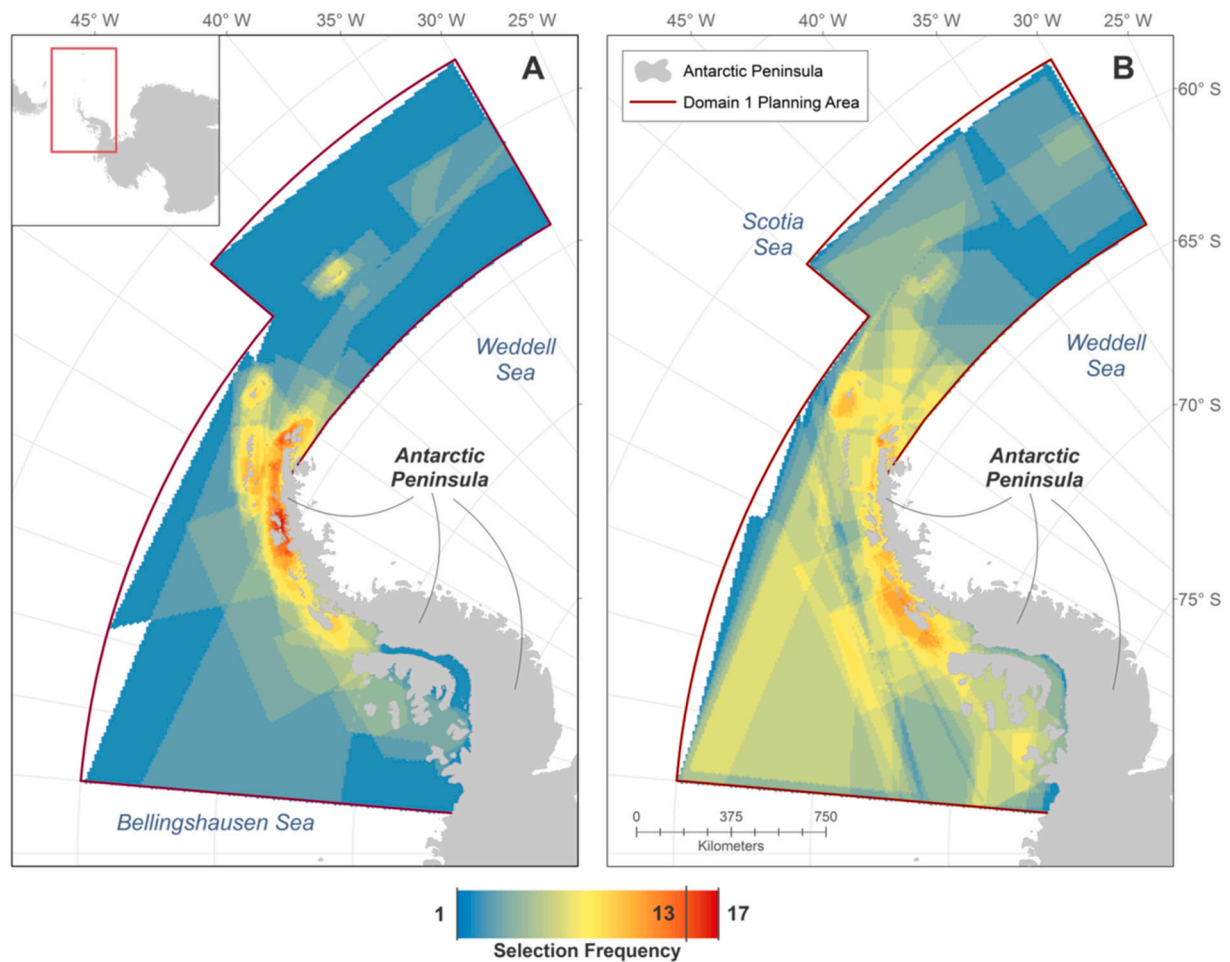 45° W 40° W 35° W 30° W 25° W
45° W 40° W 35° W 30° W 25° W
A
Weddell
Sea
Antarctic
Peninsula
Bellingshausen Sea
B
Antarctic Peninsula
Domain 1 Planning Area
Scotia
Sea
Weddell
Sea
Antarctic
Peninsula
0 375 750
Kilometers
60° S
65° S
70° S
75° S
1 13 17
Selection Frequency